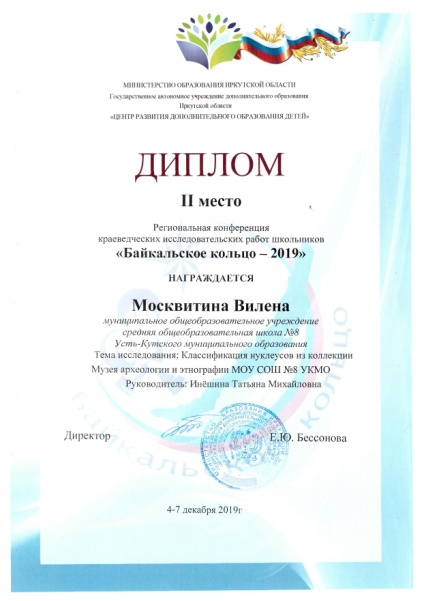 МИНИСТЕРСТВО ОБРАЗОВАНИЯ ИРКУТСКОЙ ОБЛАСТИ
Государственное автономное учреждение дополнительного образования
Иркутской области
«ЦЕНТР РАЗВИТИЯ ДОПОЛНИТЕЛЬНОГО ОБРАЗОВАНИЯ ДЕТЕЙ»
ДИПЛОМ
II место
Региональная конференция
краеведческих исследовательских работ школьников
«Байкальское кольцо – 2019»
НАГРАЖДАЕТСЯ
Москвитина Вилена
муниципальное общеобразовательное учреждение
средняя общеобразовательная школа №8
Усть-Кутского муниципального образования
Тема исследования: Классификация нуклеусов из коллекции
Музея археологии и этнографии МОУ СОШ №8 УКМО
Руководитель: Инёшина Татьяна Михайловна
Байкальское кольцо
Директор
Е.Ю. Бессонова
4-7 декабря 2019г